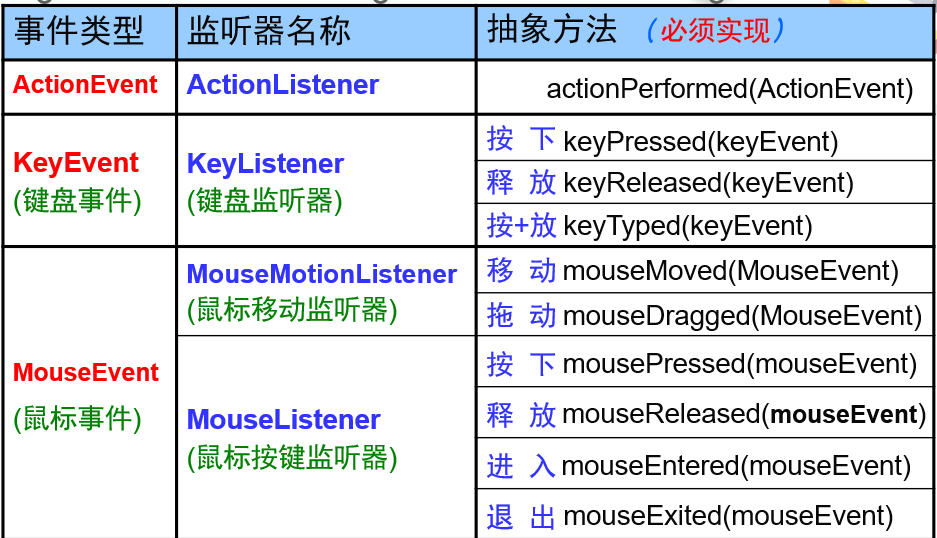 事件类型 监听器名称 抽象方法 (必须实现)
ActionEvent ActionListener actionPerformed(ActionEvent)
KeyEvent
(键盘事件)
KeyListener
(键盘监听器)
按 下 keyPressed(keyEvent)
释 放 keyReleased(keyEvent)
按+放 keyTyped(keyEvent)
MouseEvent
(鼠标事件)
MouseMotionListener
(鼠标移动监听器)
移 动 mouseMoved(MouseEvent)
拖 动 mouseDragged(MouseEvent)
MouseListener
(鼠标按键监听器)
按 下 mousePressed(mouseEvent)
释 放 mouseReleased(mouseEvent)
进 入 mouseEntered(mouseEvent)
退 出 mouseExited(mouseEvent)